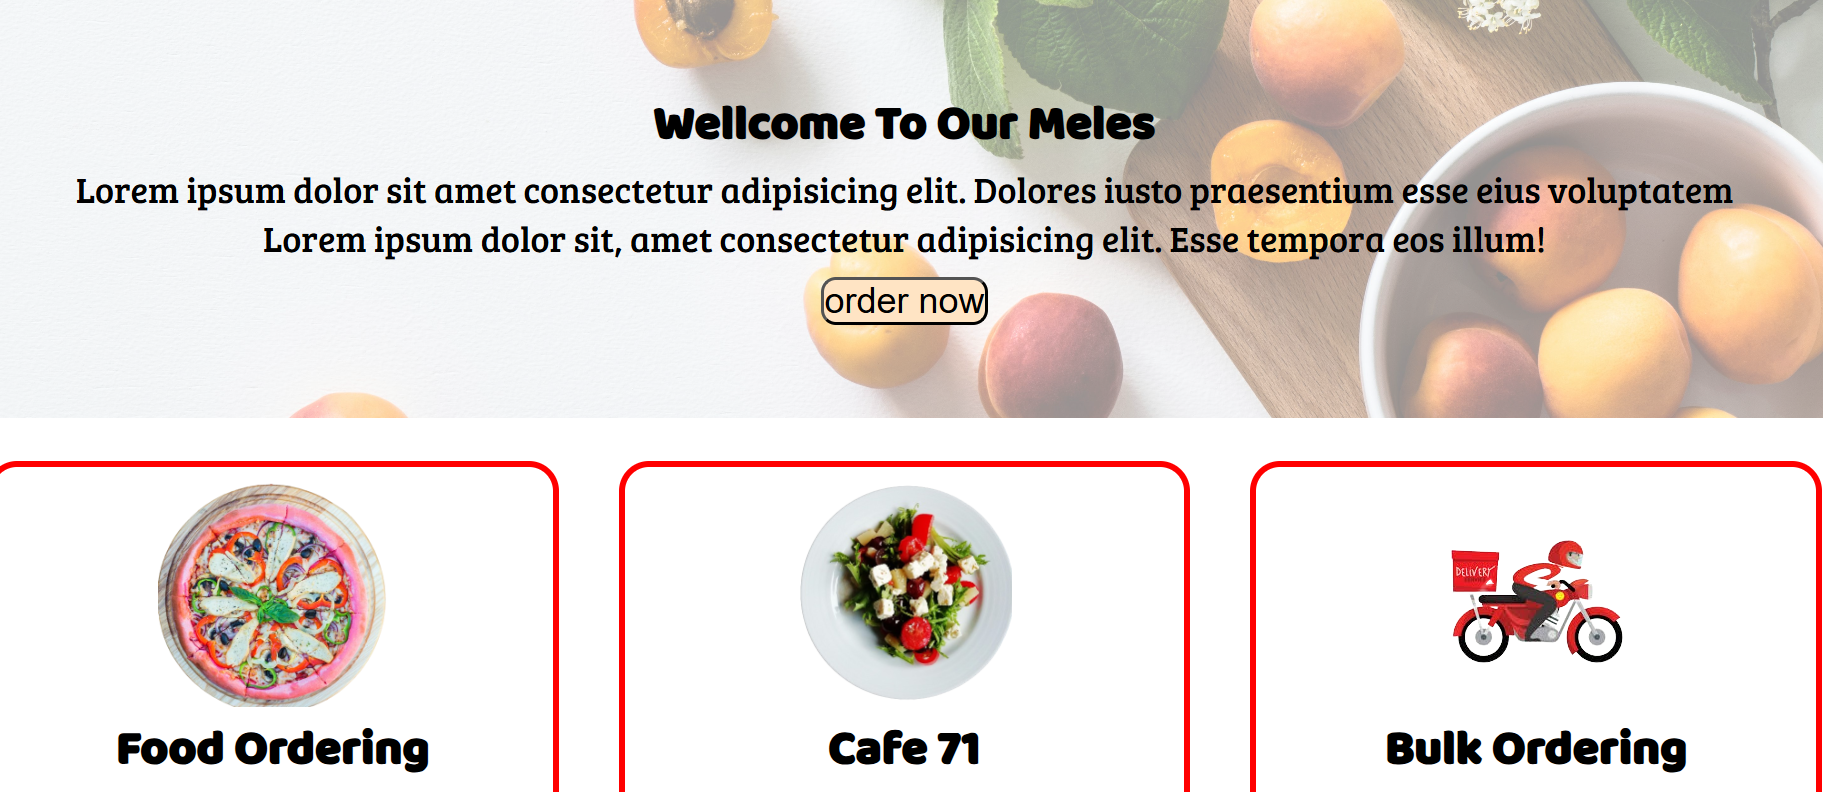 Wellcome To Our Meles
Lorem ipsum dolor sit amet consectetur adipisicing elit. Dolores iusto praesentium esse eius voluptatem
Lorem ipsum dolor sit, amet consectetur adipisicing elit. Esse tempora eos illum!
order now
DELIVERY
Food Ordering
Cafe 71
Bulk Ordering